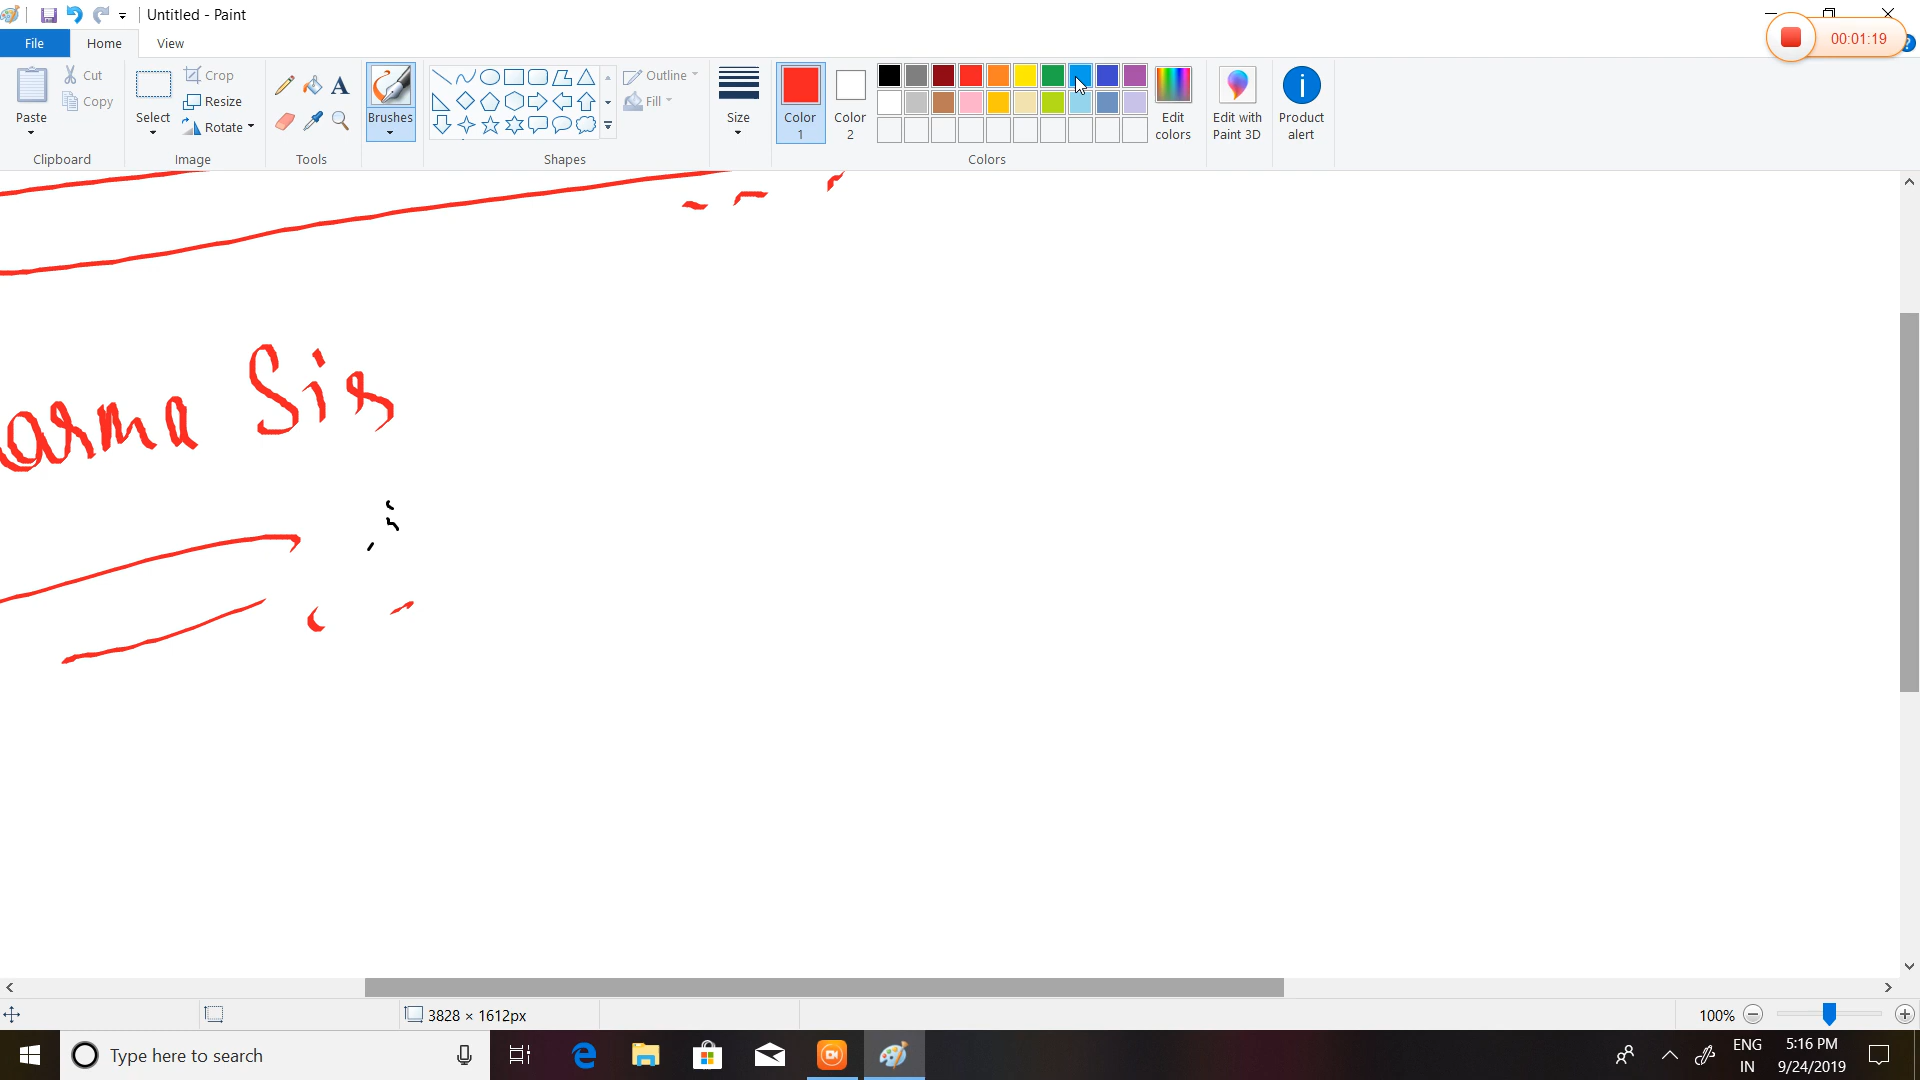 Untitled - Paint
00:01:19
File Home View
Cut
Copy
Paste
Clipboard
Select
Crop
Resize
Rotate
Image
Tools
Brushes
Shapes
Outline
Fill
Size
Color 1
Color 2
Colors
Edit colors
Edit with Paint 3D
Product alert
arma Sir
3828 × 1612px
100%
Type here to search
ENG
IN
5:16 PM
9/24/2019